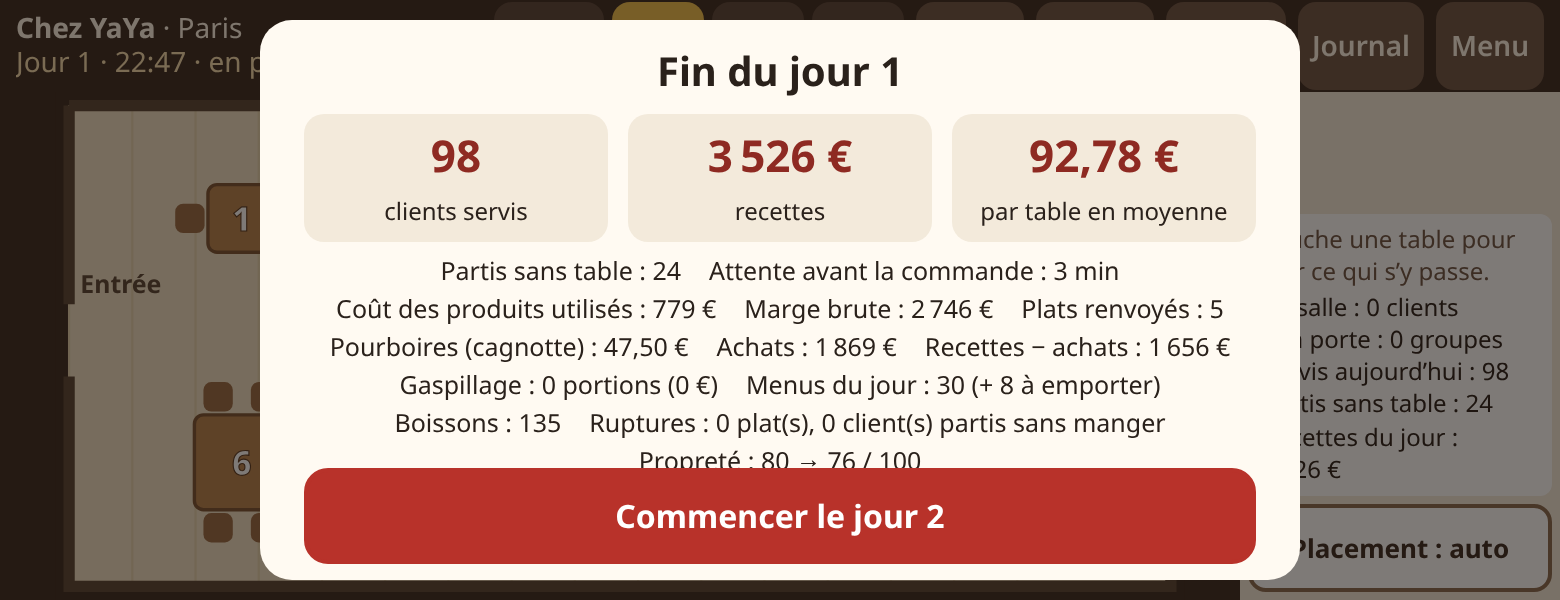 Chez YaYa · Paris
Jour 1 · 22:47 · en
Journal
Menu
Fin du jour 1
98
clients servis
3 526 €
recettes
92,78 €
par table en moyenne
Partis sans table : 24 Attente avant la commande : 3 min
Coût des produits utilisés : 779 € Marge brute : 2 746 € Plats renvoyés : 5
Pourboires (cagnotte) : 47,50 € Achats : 1 869 € Recettes − achats : 1 656 €
Gaspillage : 0 portions (0 €) Menus du jour : 30 (+ 8 à emporter)
Boissons : 135 Ruptures : 0 plat(s), 0 client(s) partis sans manger
Propreté : 80 → 76 / 100
Commencer le jour 2
1
Entrée
6
une table pour
ce qui s’y passe.
salle : 0 clients
porte : 0 groupes
aujourd’hui : 98
sans table : 24
du jour :
26 €
Placement : auto